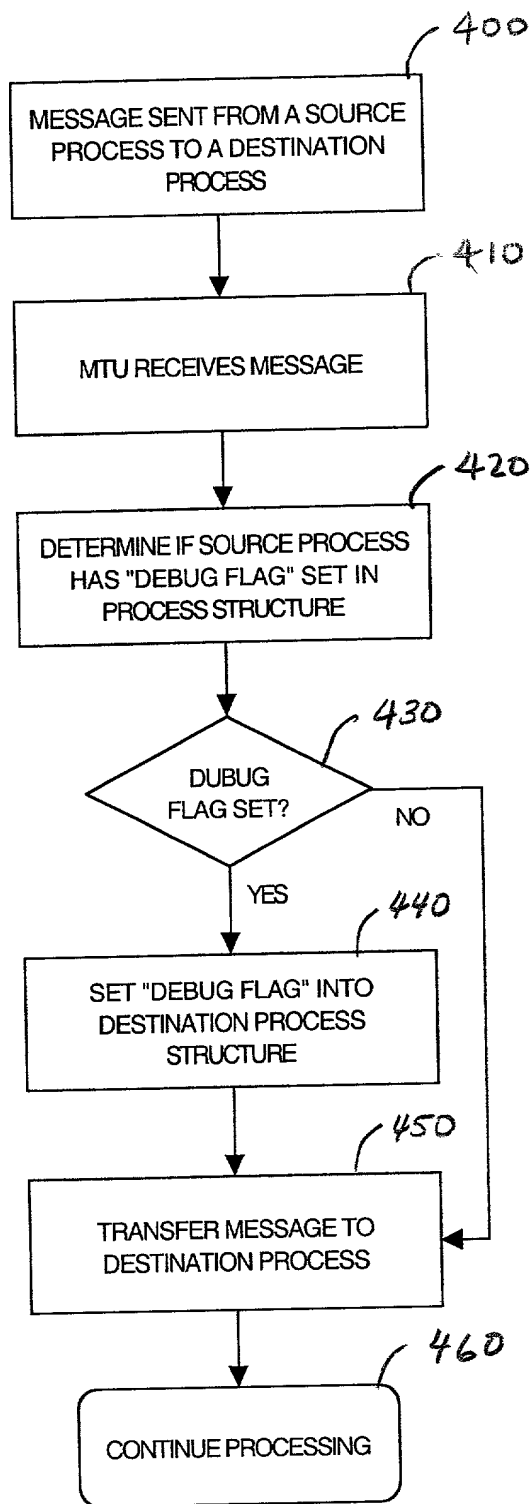 400
MESSAGE SENT FROM A SOURCE
PROCESS TO A DESTINATION
PROCESS
410
MTU RECEIVES MESSAGE
420
DETERMINE IF SOURCE PROCESS
HAS "DEBUG FLAG" SET IN
PROCESS STRUCTURE
430
DUBUG
FLAG SET?
NO
YES
440
SET "DEBUG FLAG" INTO
DESTINATION PROCESS
STRUCTURE
450
TRANSFER MESSAGE TO
DESTINATION PROCESS
460
CONTINUE PROCESSING